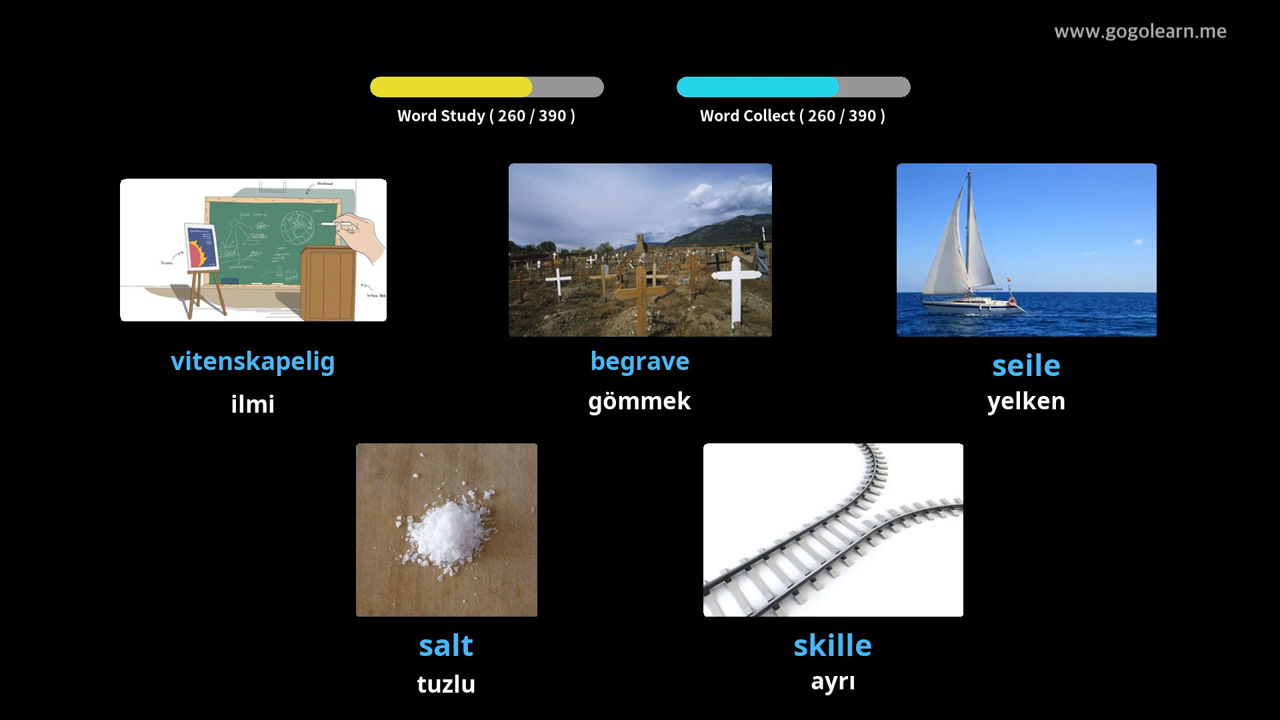 www.gogolearn.me
Word Study ( 260 / 390 )
Word Collect ( 260 / 390 )
vitenskapelig
begrave
seile
ilmi
gömmek
yelken
salt
skille
tuzlu
ayrı